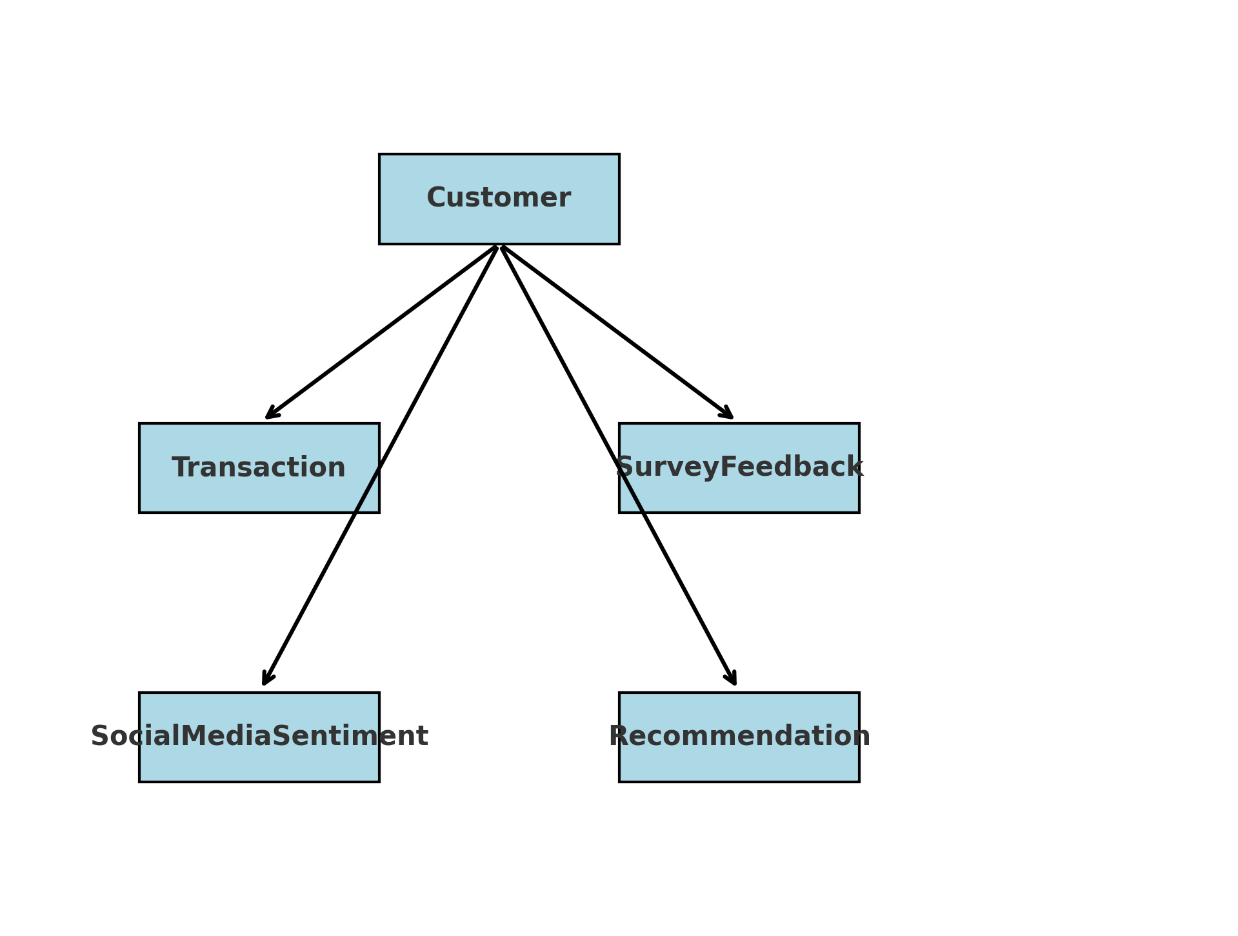 Customer
Transaction
SurveyFeedback
SocialMediaSentiment
Recommendation